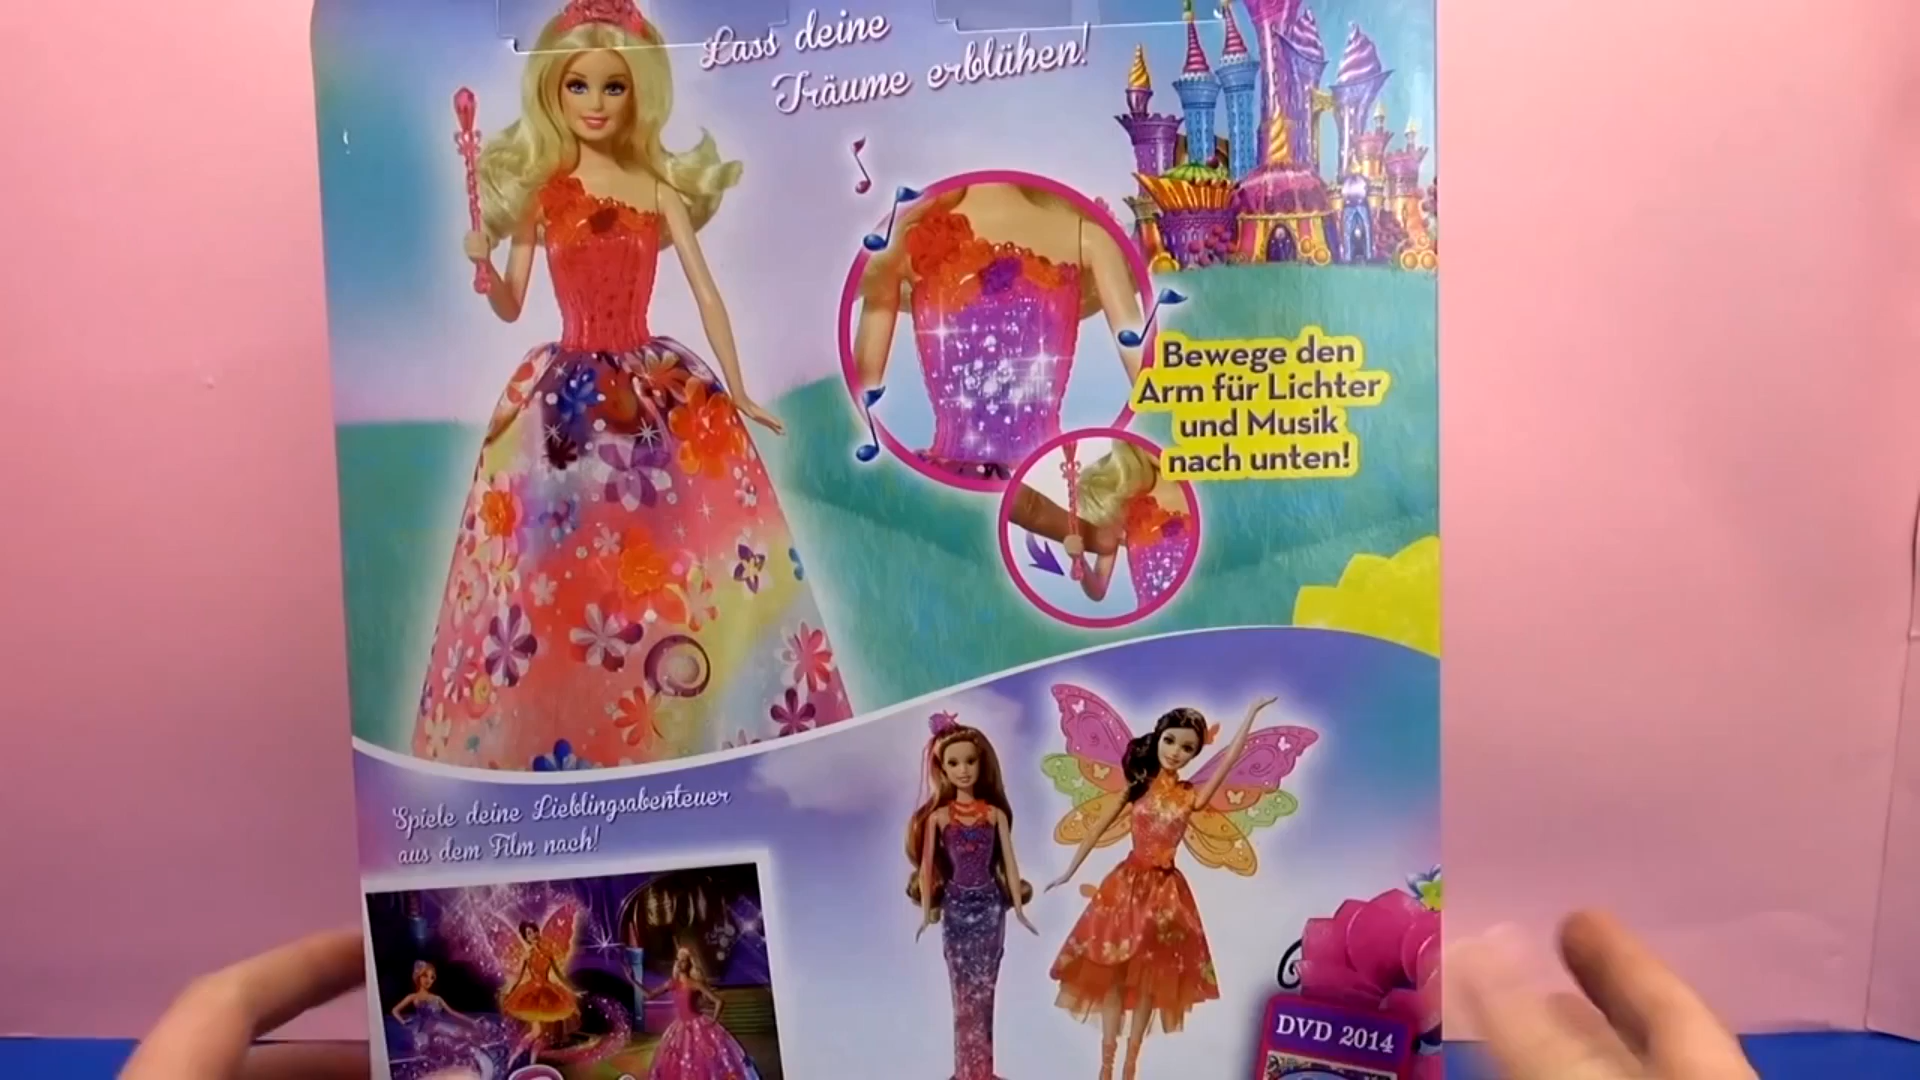 Lass deine
Träume erblühen!
Bewege den
Arm für Lichter
und Musik
nach unten!
Spiele deine Lieblingsabenteuer
aus dem Film nach!
DVD 2014